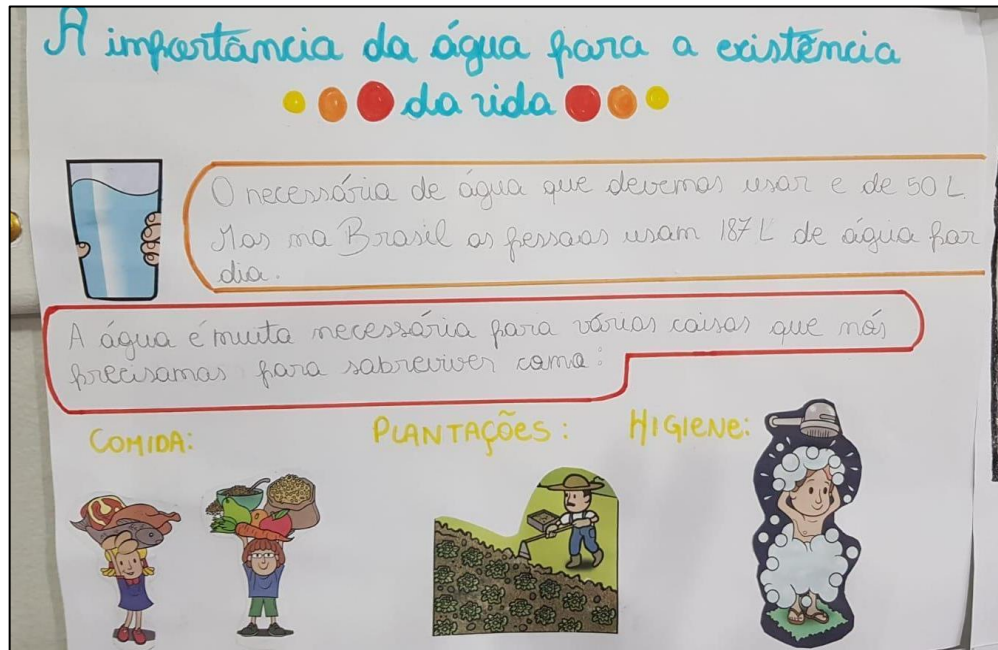 A importância da água para a existência
da vida
O necessária de água que devemos usar e de 50 L.
Mas no Brasil as pessoas usam 187 L de água por
dia.
A água é muito necessária para várias coisas que nós
precisamos para sobreviver como:
COMIDA:
PLANTAÇÕES:
HIGIENE: